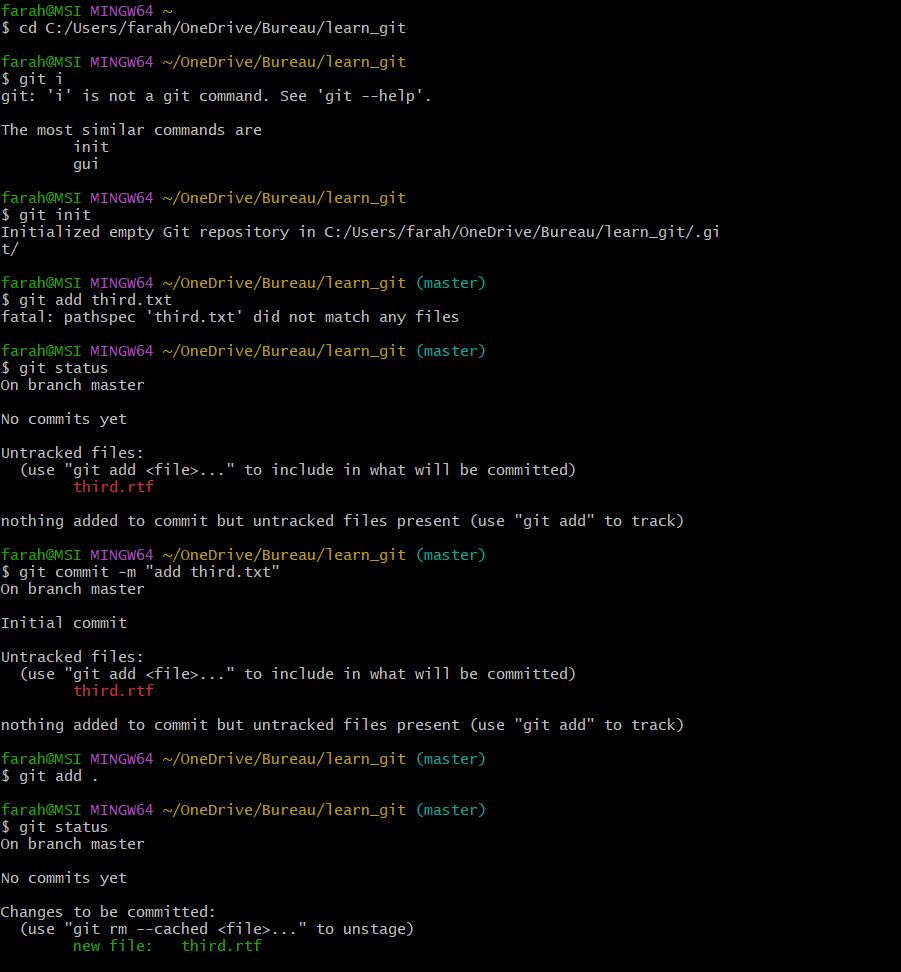 farah@MSI MINGW64 ~
$ cd C:/Users/farah/OneDrive/Bureau/learn_git
farah@MSI MINGW64 ~/OneDrive/Bureau/learn_git
$ git i
git: 'i' is not a git command. See 'git --help'.
The most similar commands are
init
gui
farah@MSI MINGW64 ~/OneDrive/Bureau/learn_git
$ git init
Initialized empty Git repository in C:/Users/farah/OneDrive/Bureau/learn_git/.gi
t/
farah@MSI MINGW64 ~/OneDrive/Bureau/learn_git (master)
$ git add third.txt
fatal: pathspec 'third.txt' did not match any files
farah@MSI MINGW64 ~/OneDrive/Bureau/learn_git (master)
$ git status
On branch master
No commits yet
Untracked files:
(use "git add <file>..." to include in what will be committed)
third.rtf
nothing added to commit but untracked files present (use "git add" to track)
farah@MSI MINGW64 ~/OneDrive/Bureau/learn_git (master)
$ git commit -m "add third.txt"
On branch master
Initial commit
Untracked files:
(use "git add <file>..." to include in what will be committed)
third.rtf
nothing added to commit but untracked files present (use "git add" to track)
farah@MSI MINGW64 ~/OneDrive/Bureau/learn_git (master)
$ git add .
farah@MSI MINGW64 ~/OneDrive/Bureau/learn_git (master)
$ git status
On branch master
No commits yet
Changes to be committed:
(use "git rm --cached <file>..." to unstage)
new file:   third.rtf